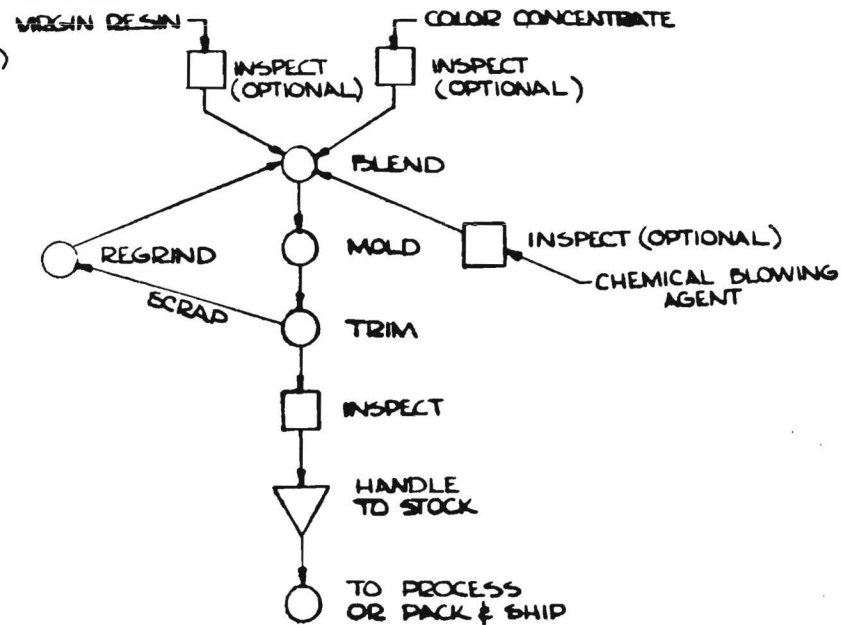 VIRGIN RESIN
COLOR CONCENTRATE
)
INSPECT
(OPTIONAL)
INSPECT
(OPTIONAL)
BLEND
INSPECT (OPTIONAL)
MOLD
REGRIND
CHEMICAL BLOWING
AGENT
SCRAP
TRIM
INSPECT
HANDLE
TO STOCK
TO PROCESS
OR PACK & SHIP